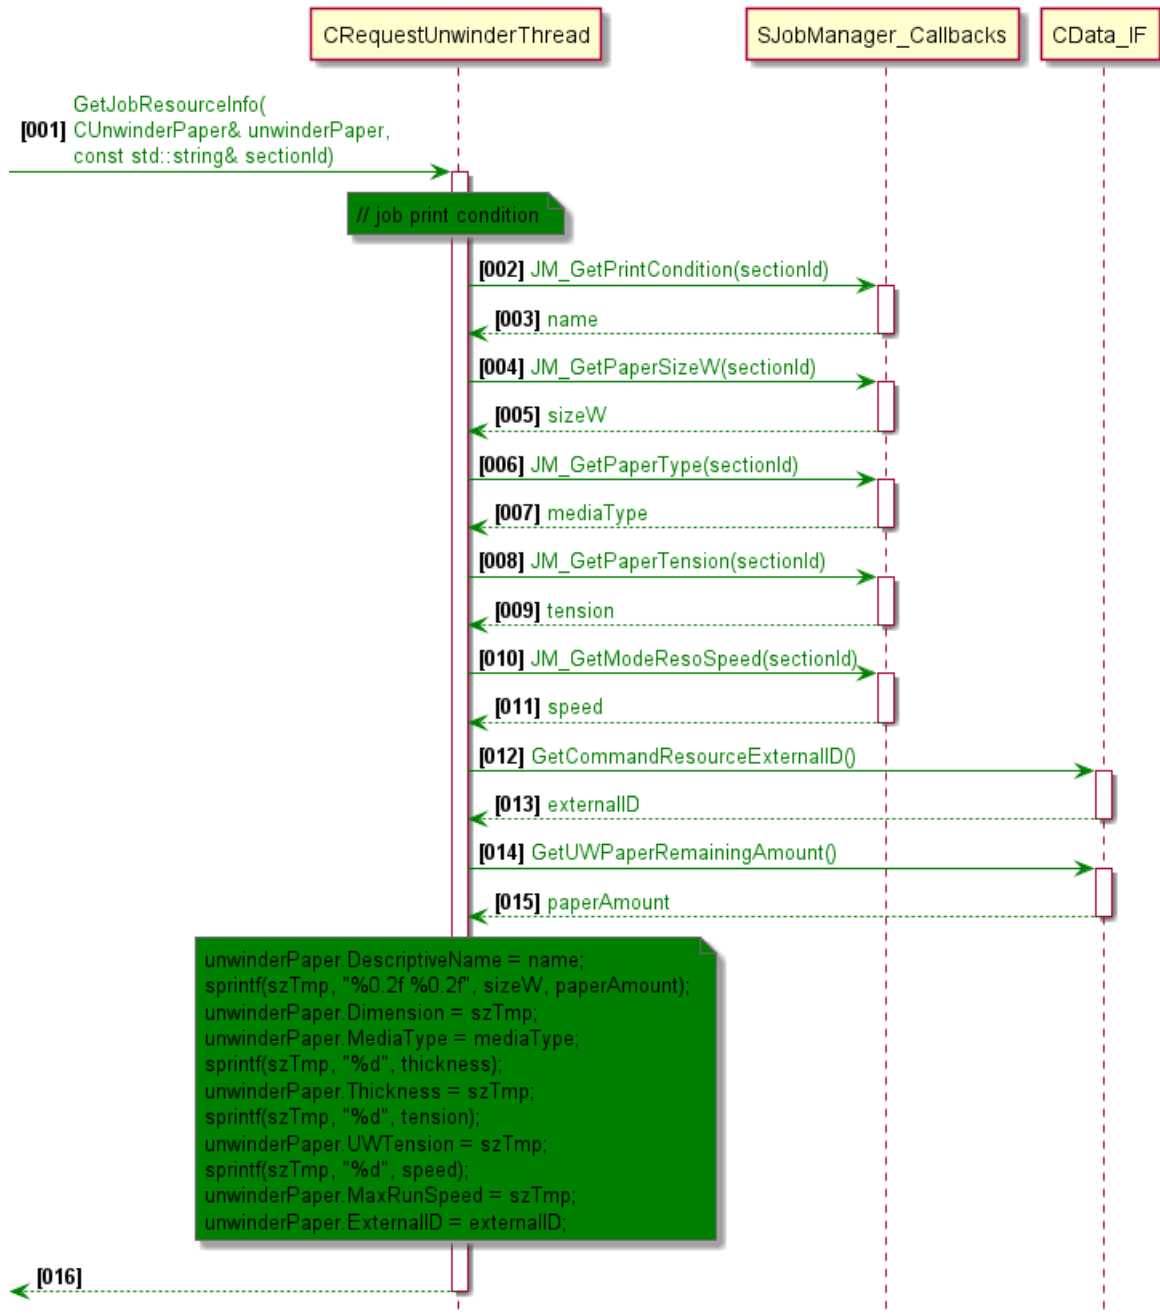 CRequestUnwinderThread
SJobManager_Callbacks
CData_IF
GetJobResourceInfo(
[001] CUnwinderPaper& unwinderPaper,
const std::string& sectionId)
// job print condition
[002] JM_GetPrintCondition(sectionId)
[003] name
[004] JM_GetPaperSizeW(sectionId)
[005] sizeW
[006] JM_GetPaperType(sectionId)
[007] mediaType
[008] JM_GetPaperTension(sectionId)
[009] tension
[010] JM_GetModeResoSpeed(sectionId)
[011] speed
[012] GetCommandResourceExternalID()
[013] externalID
[014] GetUWPaperRemainingAmount()
[015] paperAmount
unwinderPaper.DescriptiveName = name;
sprintf(szTmp, "%0.2f %0.2f", sizeW, paperAmount);
unwinderPaper.Dimension = szTmp;
unwinderPaper.MediaType = mediaType;
sprintf(szTmp, "%d", thickness);
unwinderPaper.Thickness = szTmp;
sprintf(szTmp, "%d", tension);
unwinderPaper.UWTension = szTmp;
sprintf(szTmp, "%d", speed);
unwinderPaper.MaxRunSpeed = szTmp;
unwinderPaper.ExternalID = externalID;
[016]